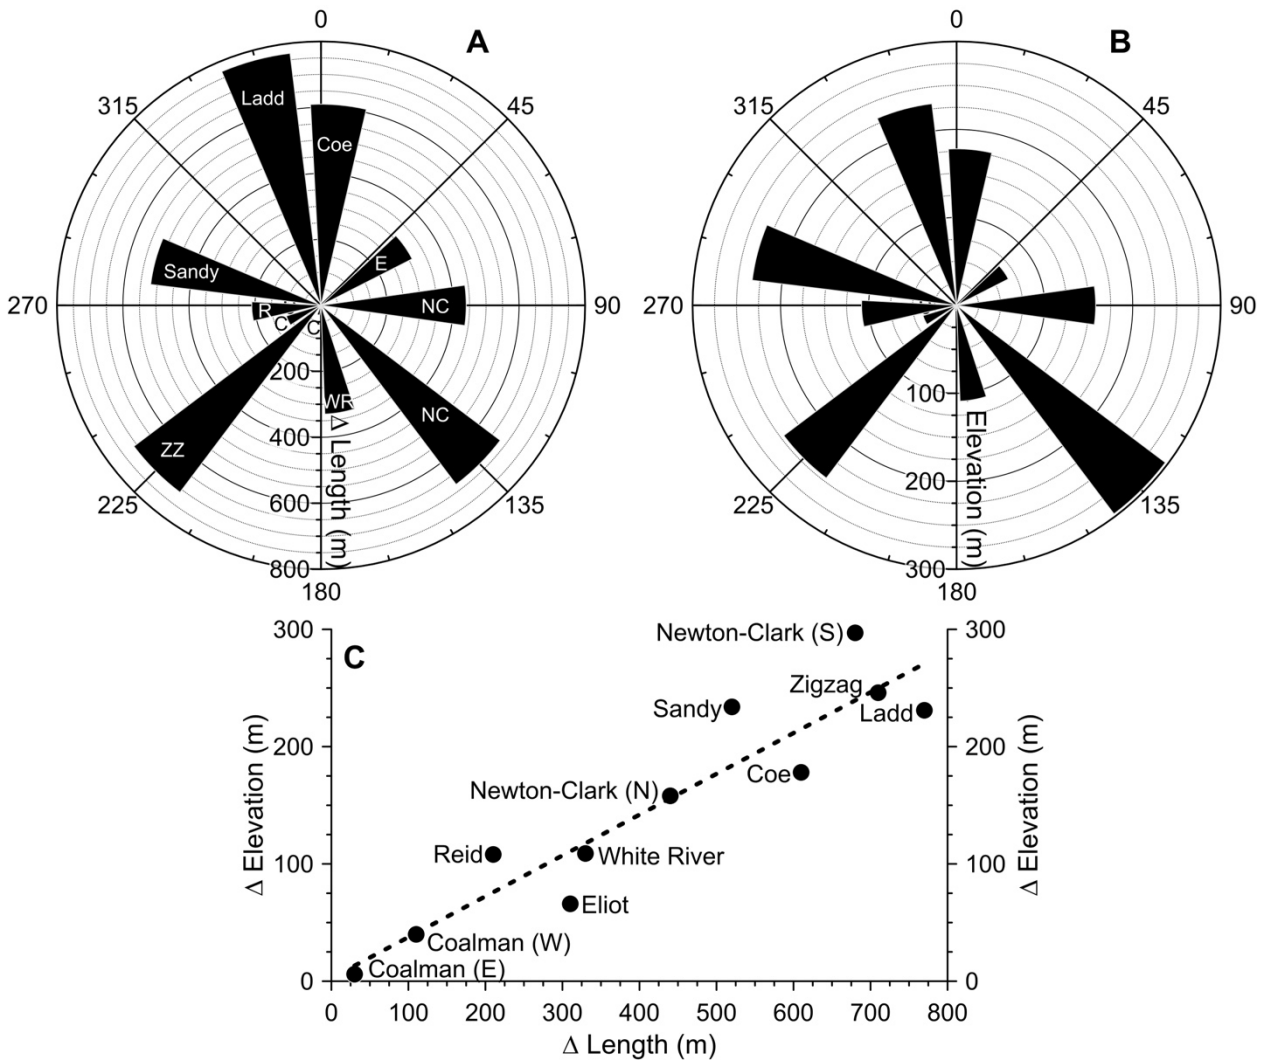 0
A
315
45
Ladd
Coe
E
Sandy
270
R
NC
90
C
C
200
WR
NC
400
ZZ
225
600
135
800
Δ Length (m)
180
0
B
315
45
270
90
100
200
225
135
300
Elevation (m)
180
C
300
200
100
0
Δ Elevation (m)
Newton-Clark (S)
Zigzag
Sandy
Ladd
Coe
Newton-Clark (N)
Reid
White River
Eliot
Coalman (W)
Coalman (E)
300
200
100
0
Δ Elevation (m)
0 100 200 300 400 500 600 700 800
Δ Length (m)